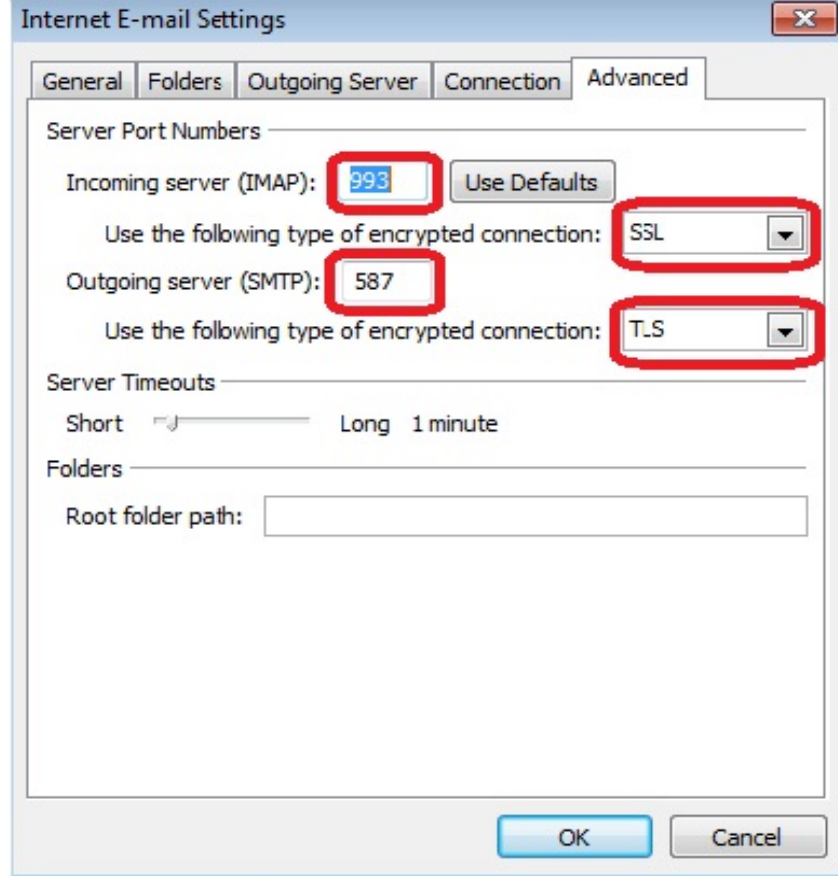 Internet E-mail Settings
General Folders Outgoing Server Connection Advanced
Server Port Numbers
Incoming server (IMAP): 993 Use Defaults
Use the following type of encrypted connection: SSL
Outgoing server (SMTP): 587
Use the following type of encrypted connection: TLS
Server Timeouts
Short Long 1 minute
Folders
Root folder path:
OK Cancel